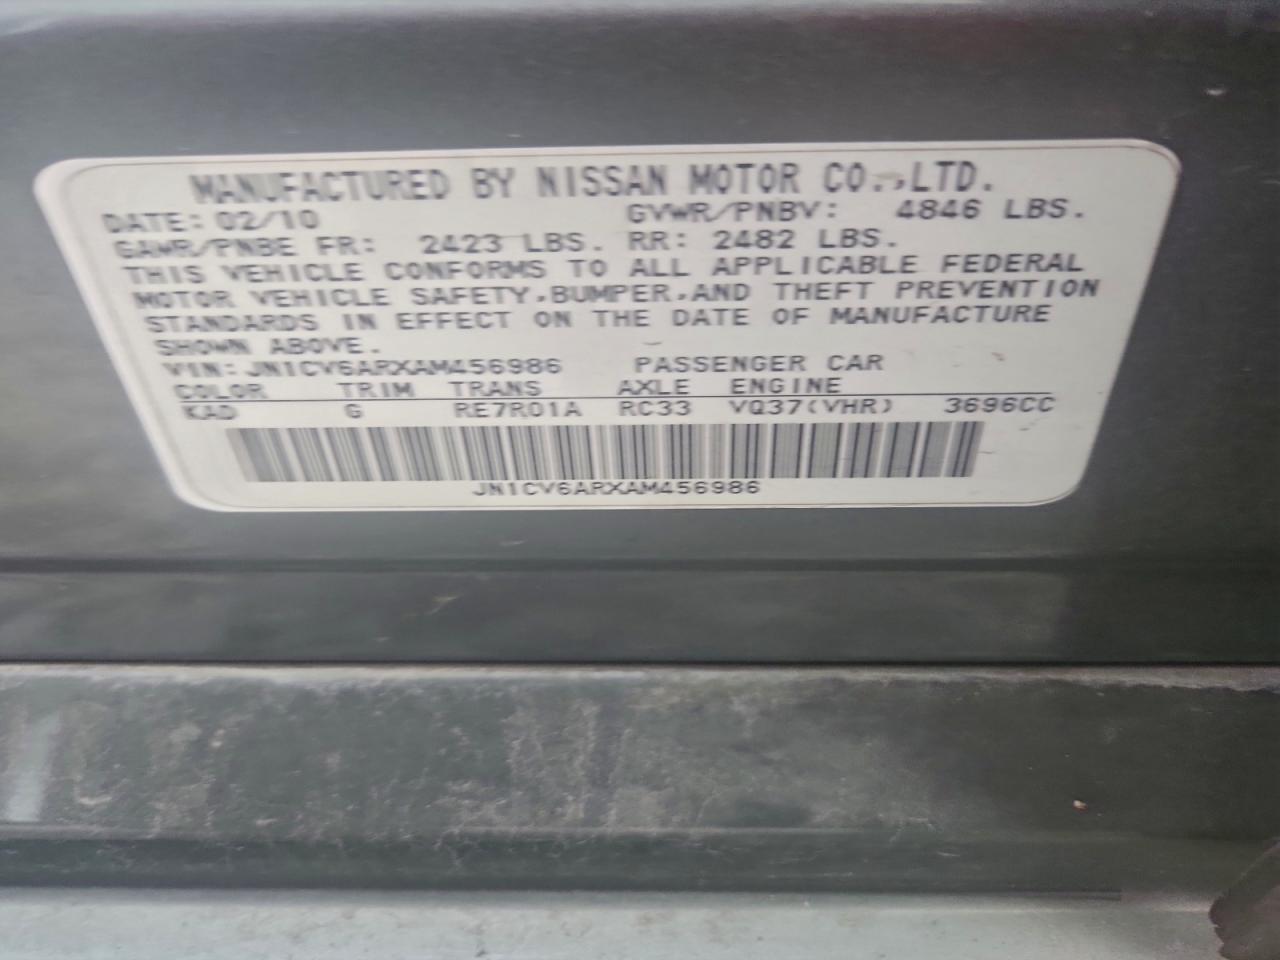 MANUFACTURED BY NISSAN MOTOR CO.,LTD.
DATE: 02/10 GVWR/PNBV: 4846 LBS.
GAWR/PNBE FR: 2423 LBS. RR: 2482 LBS.
THIS VEHICLE CONFORMS TO ALL APPLICABLE FEDERAL
MOTOR VEHICLE SAFETY,BUMPER,AND THEFT PREVENTION
STANDARDS IN EFFECT ON THE DATE OF MANUFACTURE
SHOWN ABOVE.
VIN:JN1CV6ARXAM456986 PASSENGER CAR
COLOR TRIM TRANS AXLE ENGINE
KAD G RE7R01A RC33 VQ37(VHR) 3696CC
JN1CV6ARXAM456986